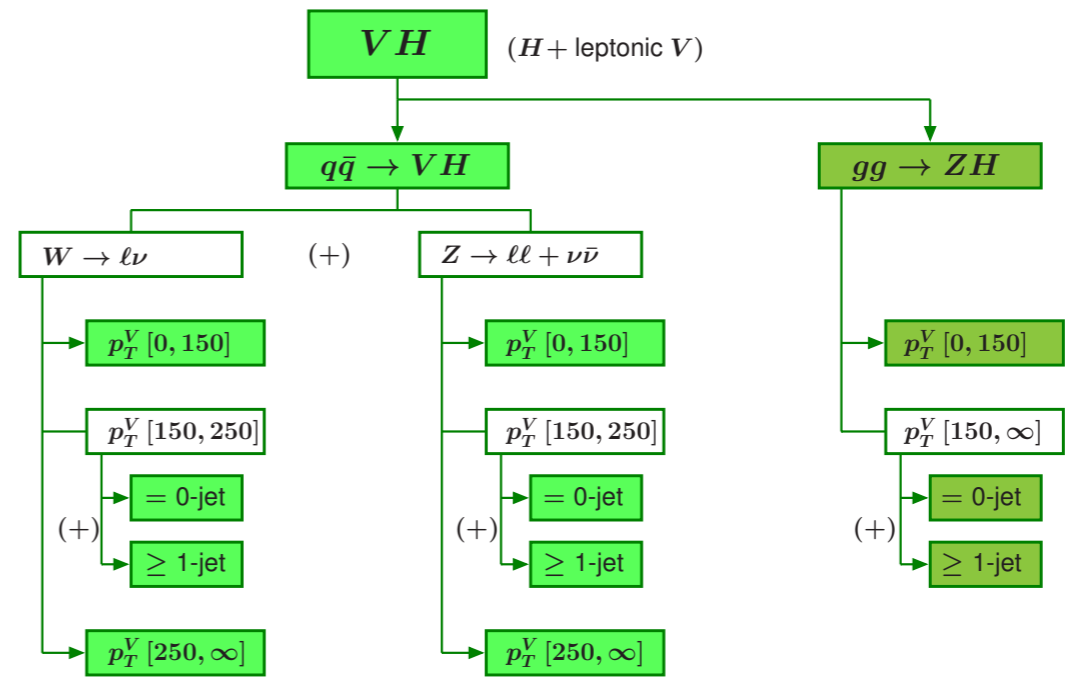 VH (H + leptonic V)
qq̄ → VH
gg → ZH
W → ℓν
(+)
Z → ℓℓ + νν̄
p_T^V [0, 150]
p_T^V [0, 150]
p_T^V [0, 150]
p_T^V [150, 250]
p_T^V [150, 250]
p_T^V [150, ∞]
= 0-jet
= 0-jet
= 0-jet
(+)
(+)
(+)
≥ 1-jet
≥ 1-jet
≥ 1-jet
p_T^V [250, ∞]
p_T^V [250, ∞]